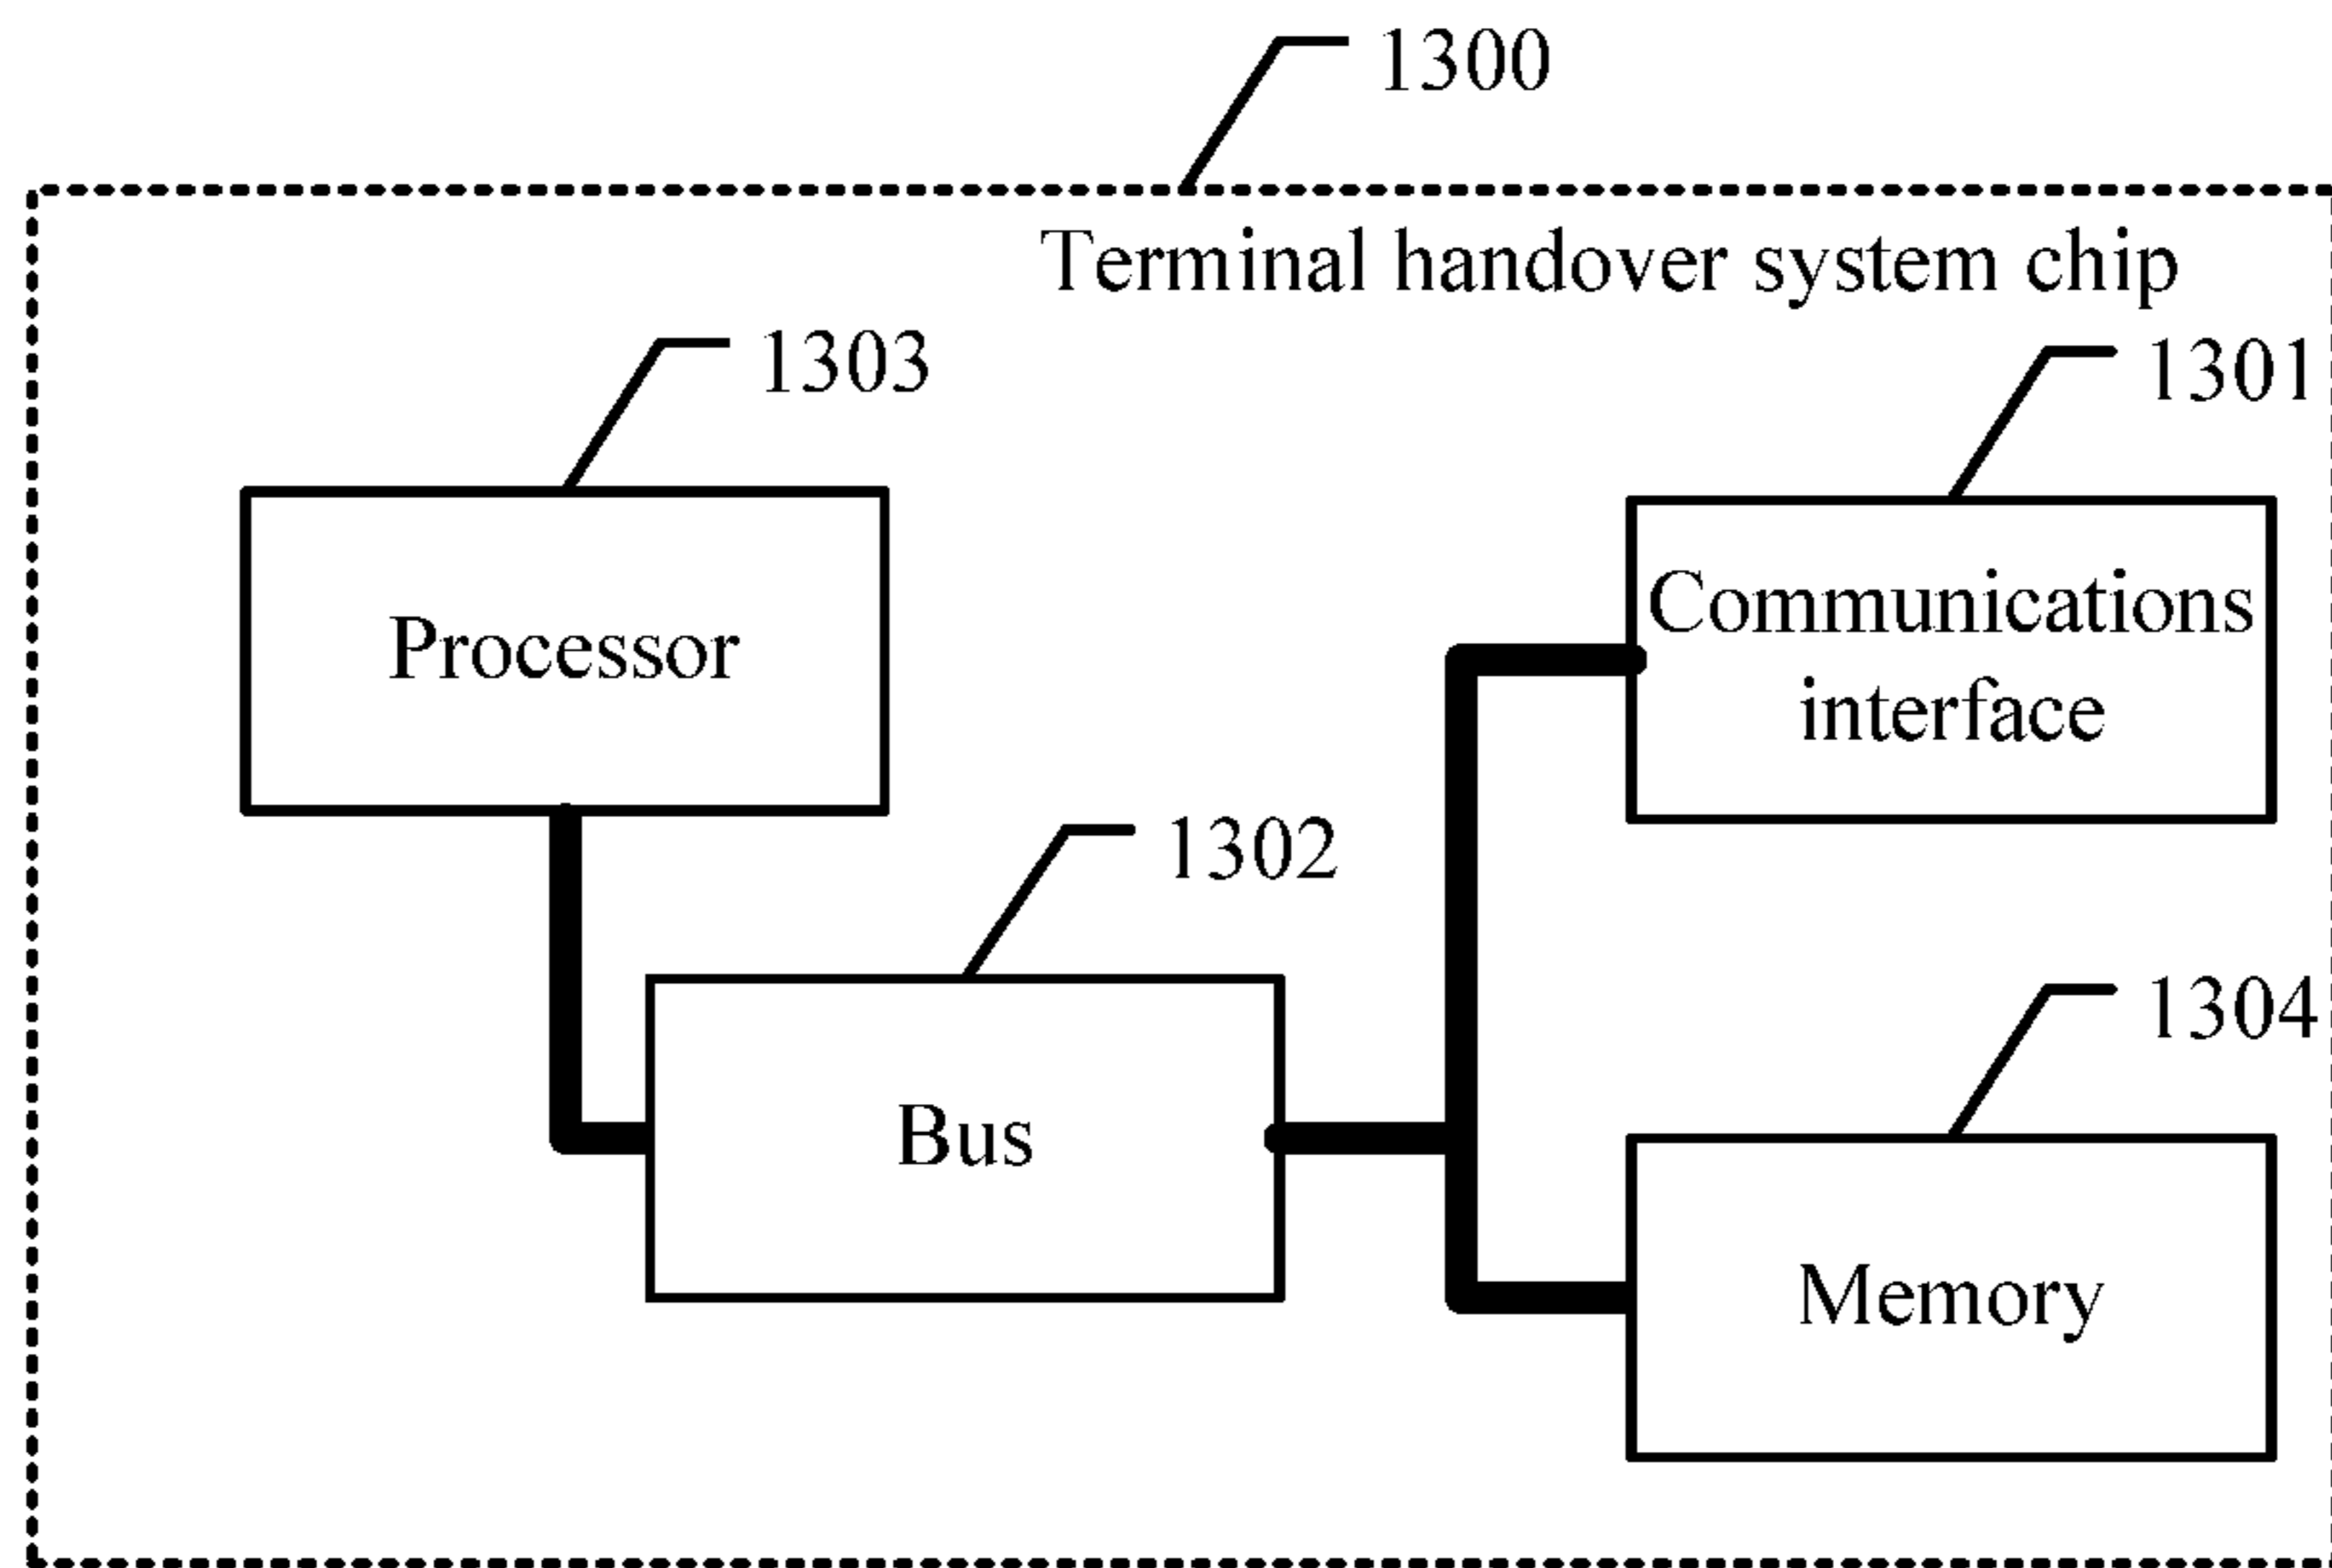 1300
Terminal handover system chip
1303
1301
Processor
Communications
interface
1302
1304
Bus
Memory